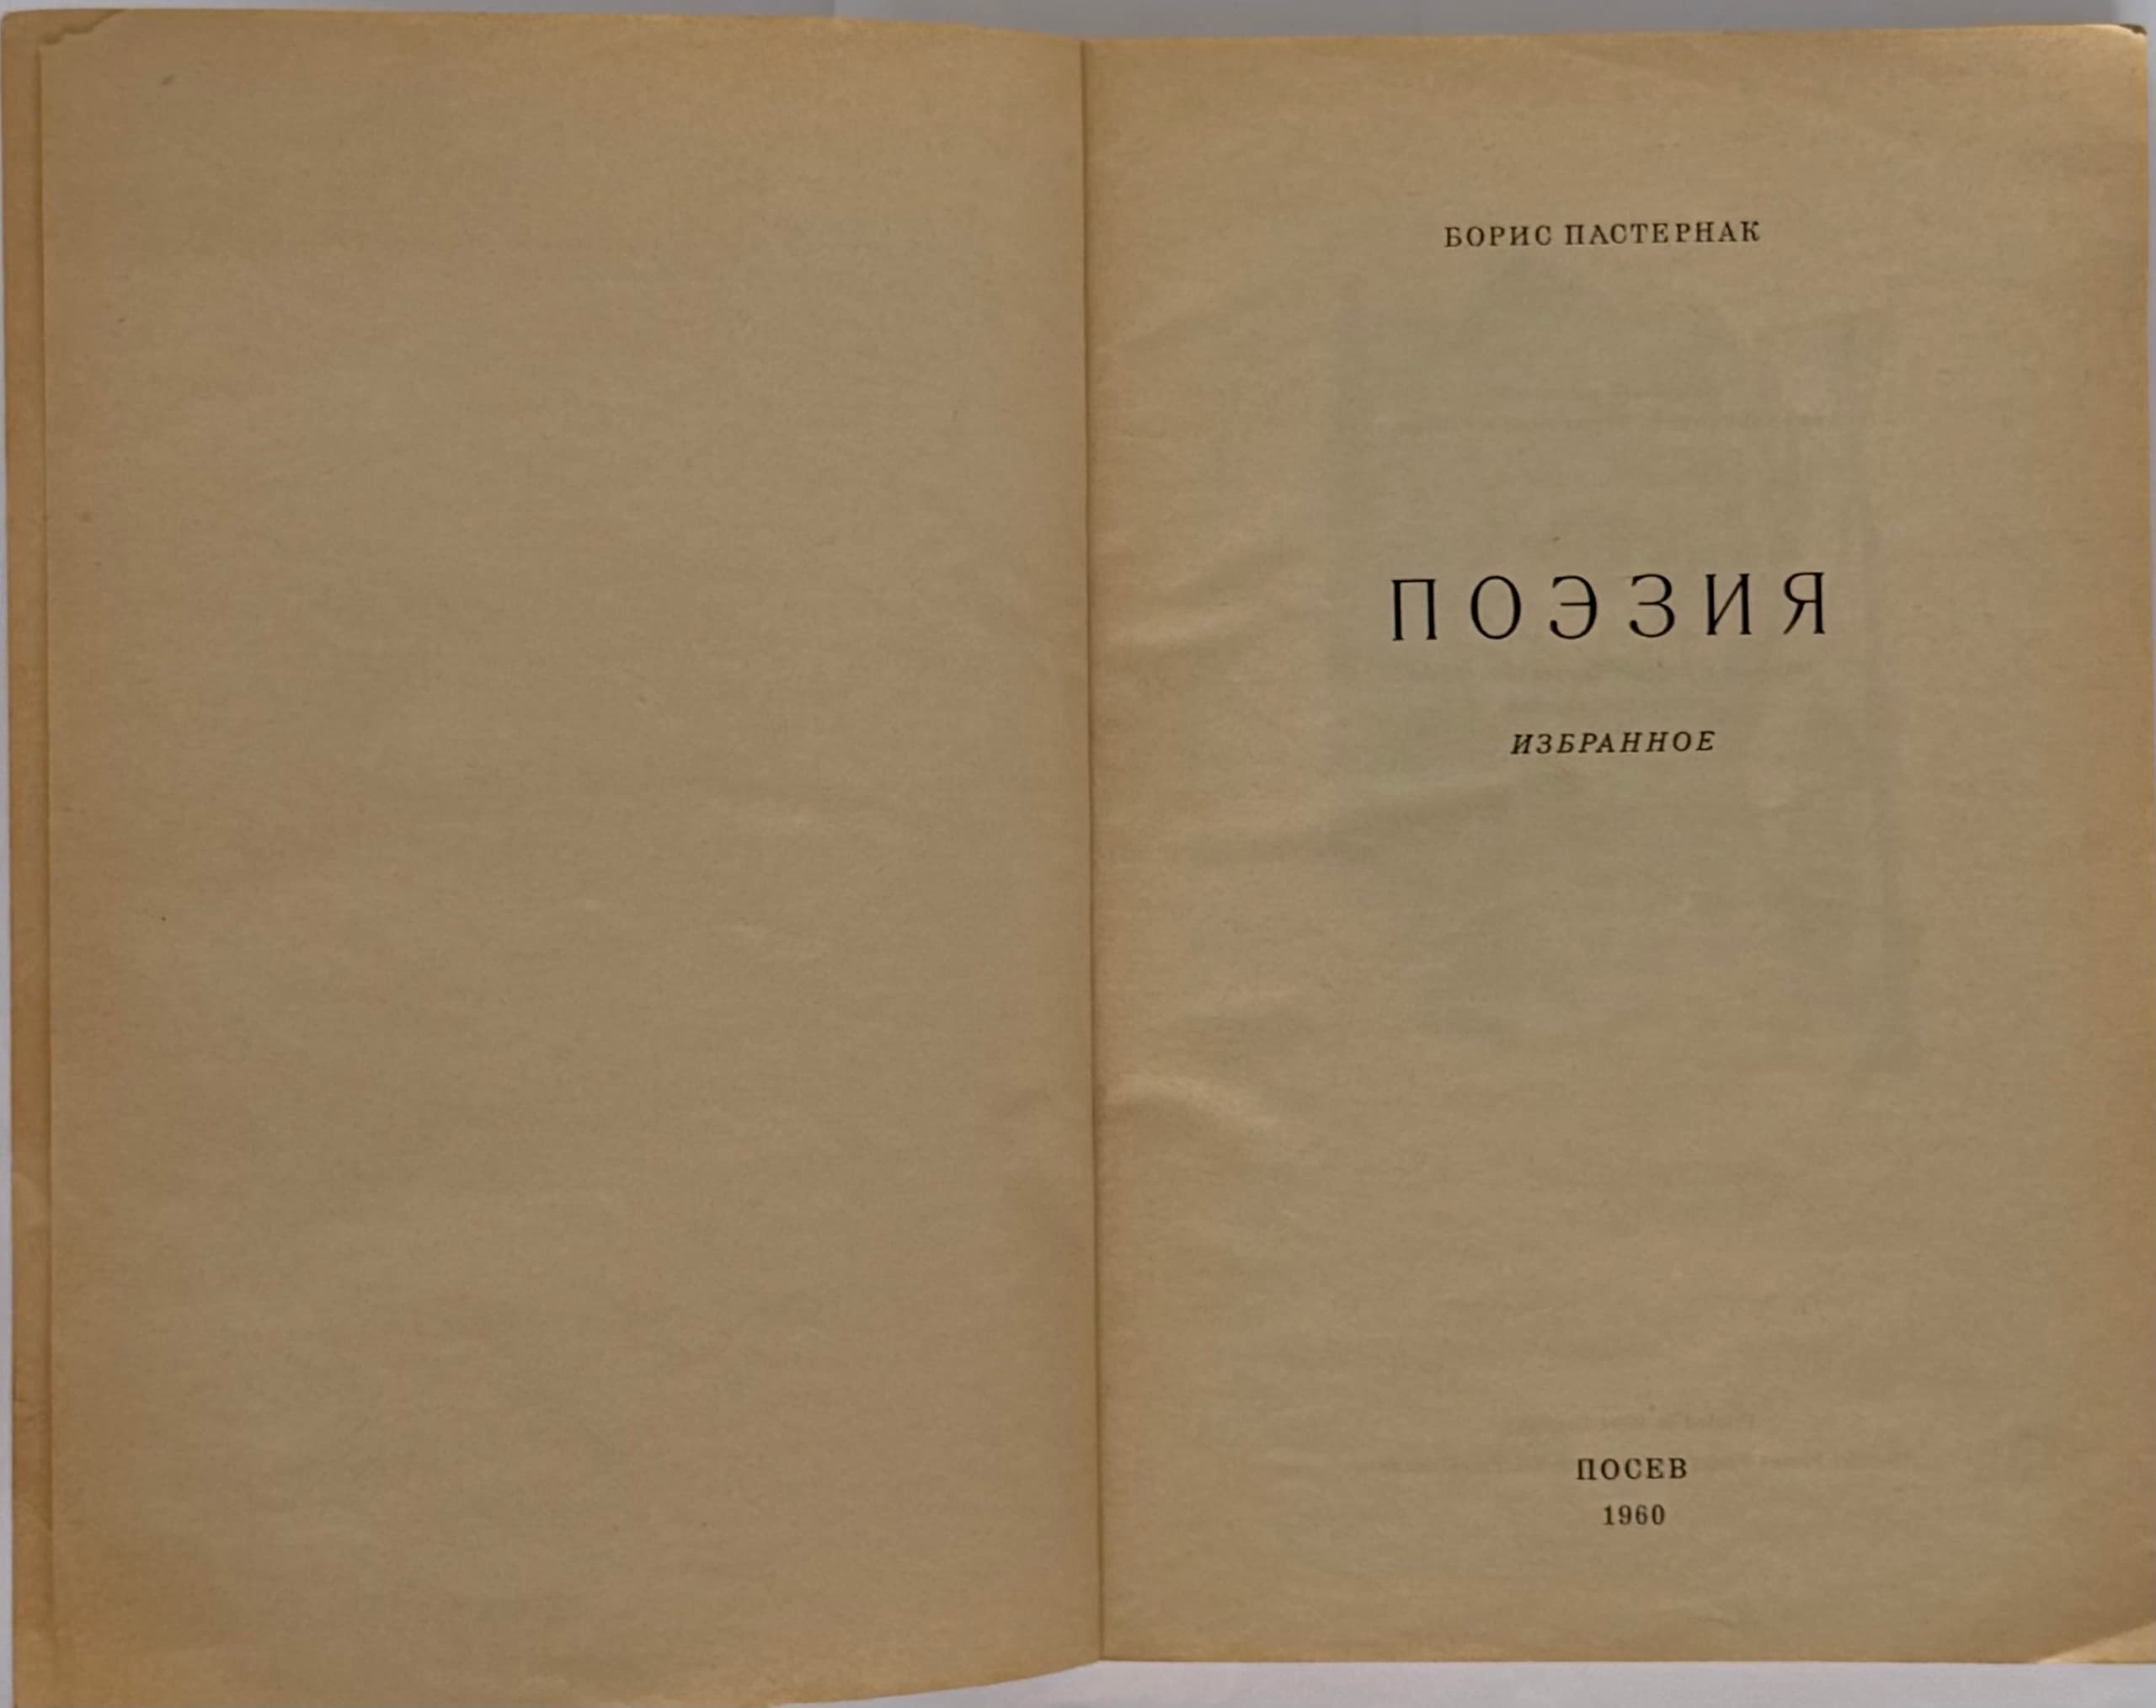 БОРИС ПАСТЕРНАК
ПОЭЗИЯ
ИЗБРАННОЕ
ПОСЕВ
1960